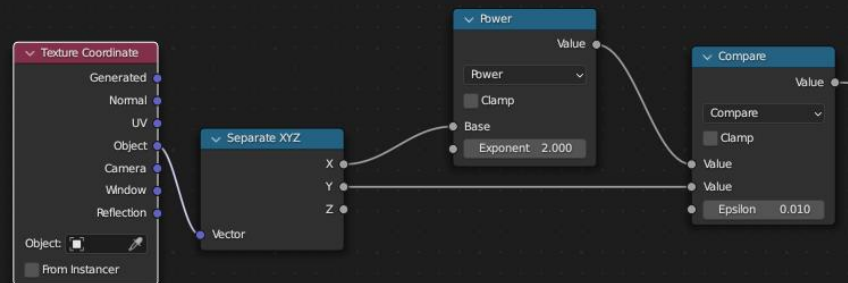 Texture Coordinate
Generated
Normal
UV
Object
Camera
Window
Reflection
Object:
From Instancer
Separate XYZ
X
Y
Z
Vector
Power
Value
Power
Clamp
Base
Exponent 2.000
Compare
Value
Compare
Clamp
Value
Value
Epsilon 0.010